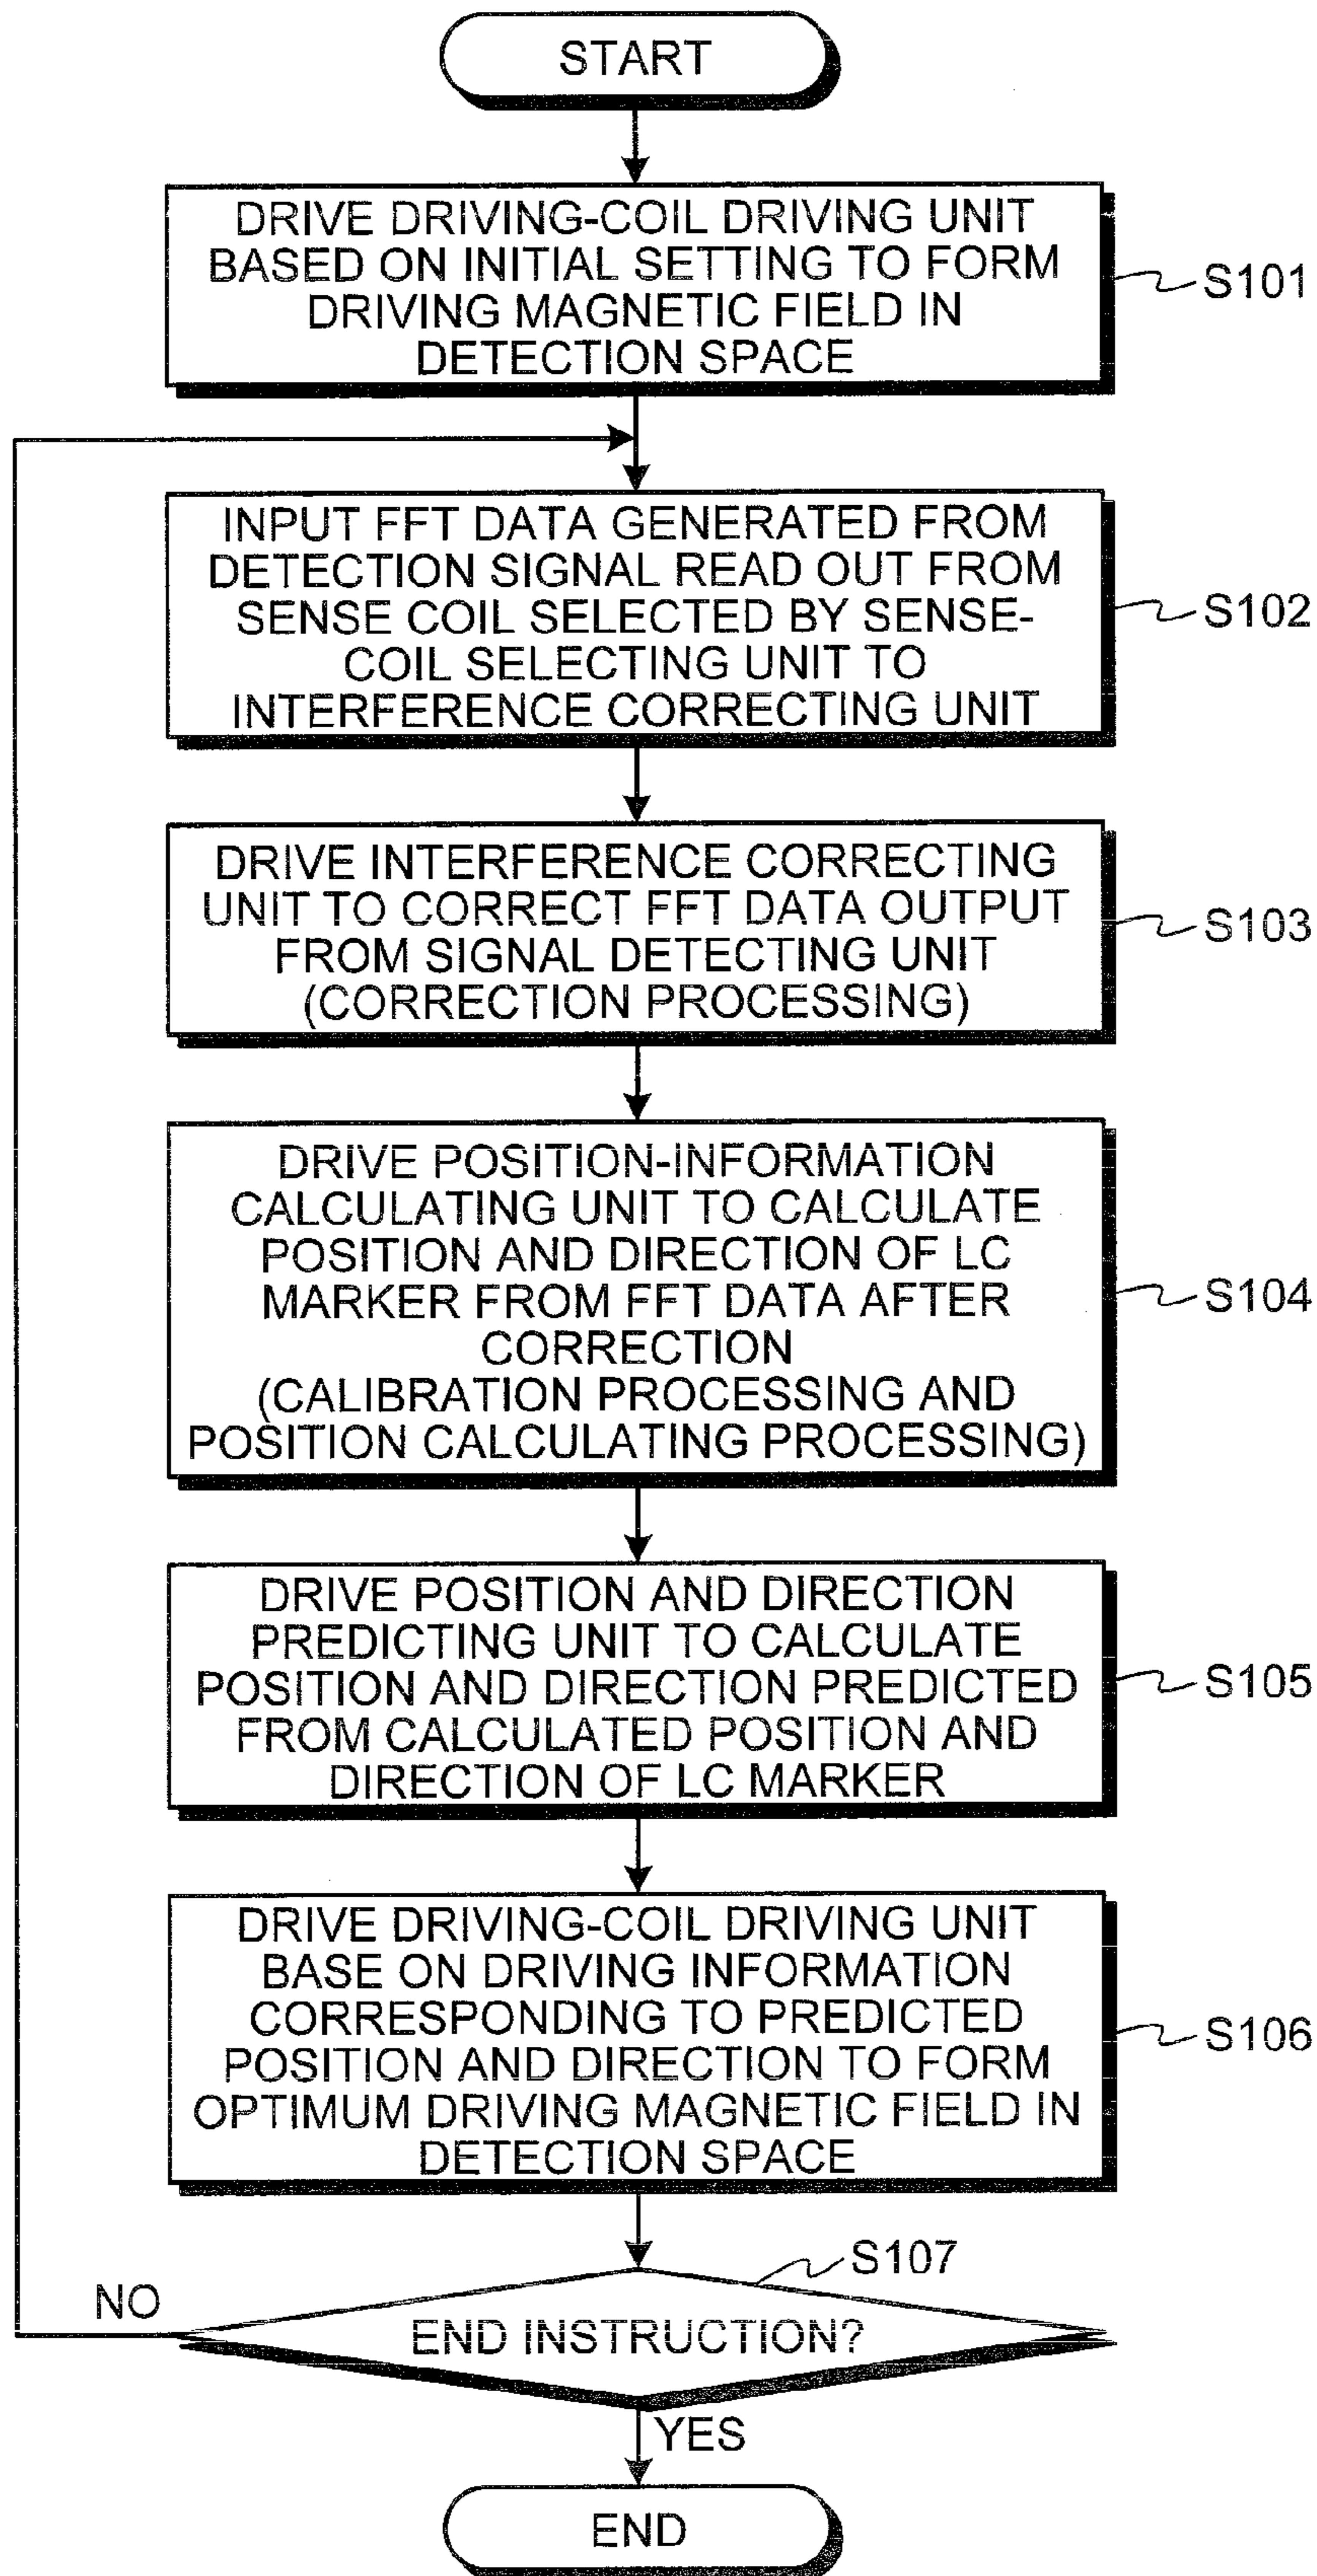 START
DRIVE DRIVING-COIL DRIVING UNIT
BASED ON INITIAL SETTING TO FORM
DRIVING MAGNETIC FIELD IN
DETECTION SPACE
S101
INPUT FFT DATA GENERATED FROM
DETECTION SIGNAL READ OUT FROM
SENSE COIL SELECTED BY SENSE-
COIL SELECTING UNIT TO
INTERFERENCE CORRECTING UNIT
S102
DRIVE INTERFERENCE CORRECTING
UNIT TO CORRECT FFT DATA OUTPUT
FROM SIGNAL DETECTING UNIT
(CORRECTION PROCESSING)
S103
DRIVE POSITION-INFORMATION
CALCULATING UNIT TO CALCULATE
POSITION AND DIRECTION OF LC
MARKER FROM FFT DATA AFTER
CORRECTION
(CALIBRATION PROCESSING AND
POSITION CALCULATING PROCESSING)
S104
DRIVE POSITION AND DIRECTION
PREDICTING UNIT TO CALCULATE
POSITION AND DIRECTION PREDICTED
FROM CALCULATED POSITION AND
DIRECTION OF LC MARKER
S105
DRIVE DRIVING-COIL DRIVING UNIT
BASE ON DRIVING INFORMATION
CORRESPONDING TO PREDICTED
POSITION AND DIRECTION TO FORM
OPTIMUM DRIVING MAGNETIC FIELD IN
DETECTION SPACE
S106
S107
NO
END INSTRUCTION?
YES
END